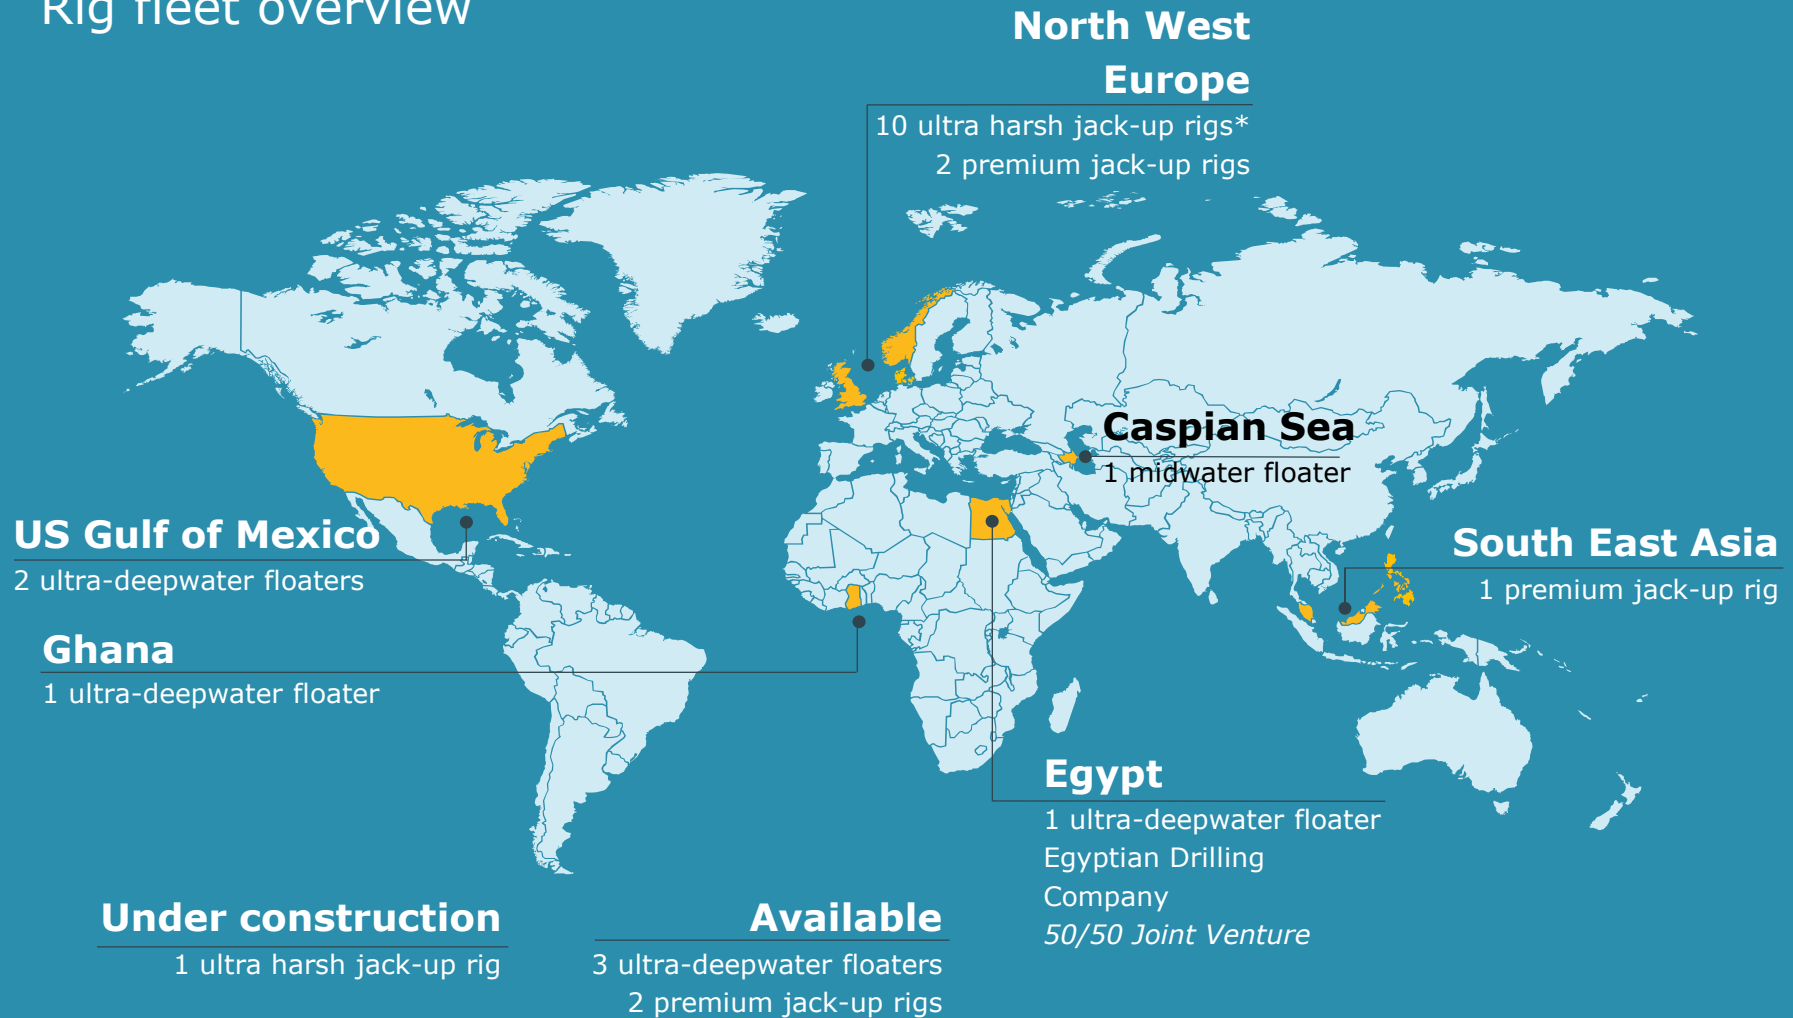 Rig fleet overview
North West
Europe
10 ultra harsh jack-up rigs*
2 premium jack-up rigs
Caspian Sea
1 midwater floater
US Gulf of Mexico
2 ultra-deepwater floaters
South East Asia
1 premium jack-up rig
Ghana
1 ultra-deepwater floater
Egypt
1 ultra-deepwater floater
Egyptian Drilling
Company
50/50 Joint Venture
Under construction
1 ultra harsh jack-up rig
Available
3 ultra-deepwater floaters
2 premium jack-up rigs